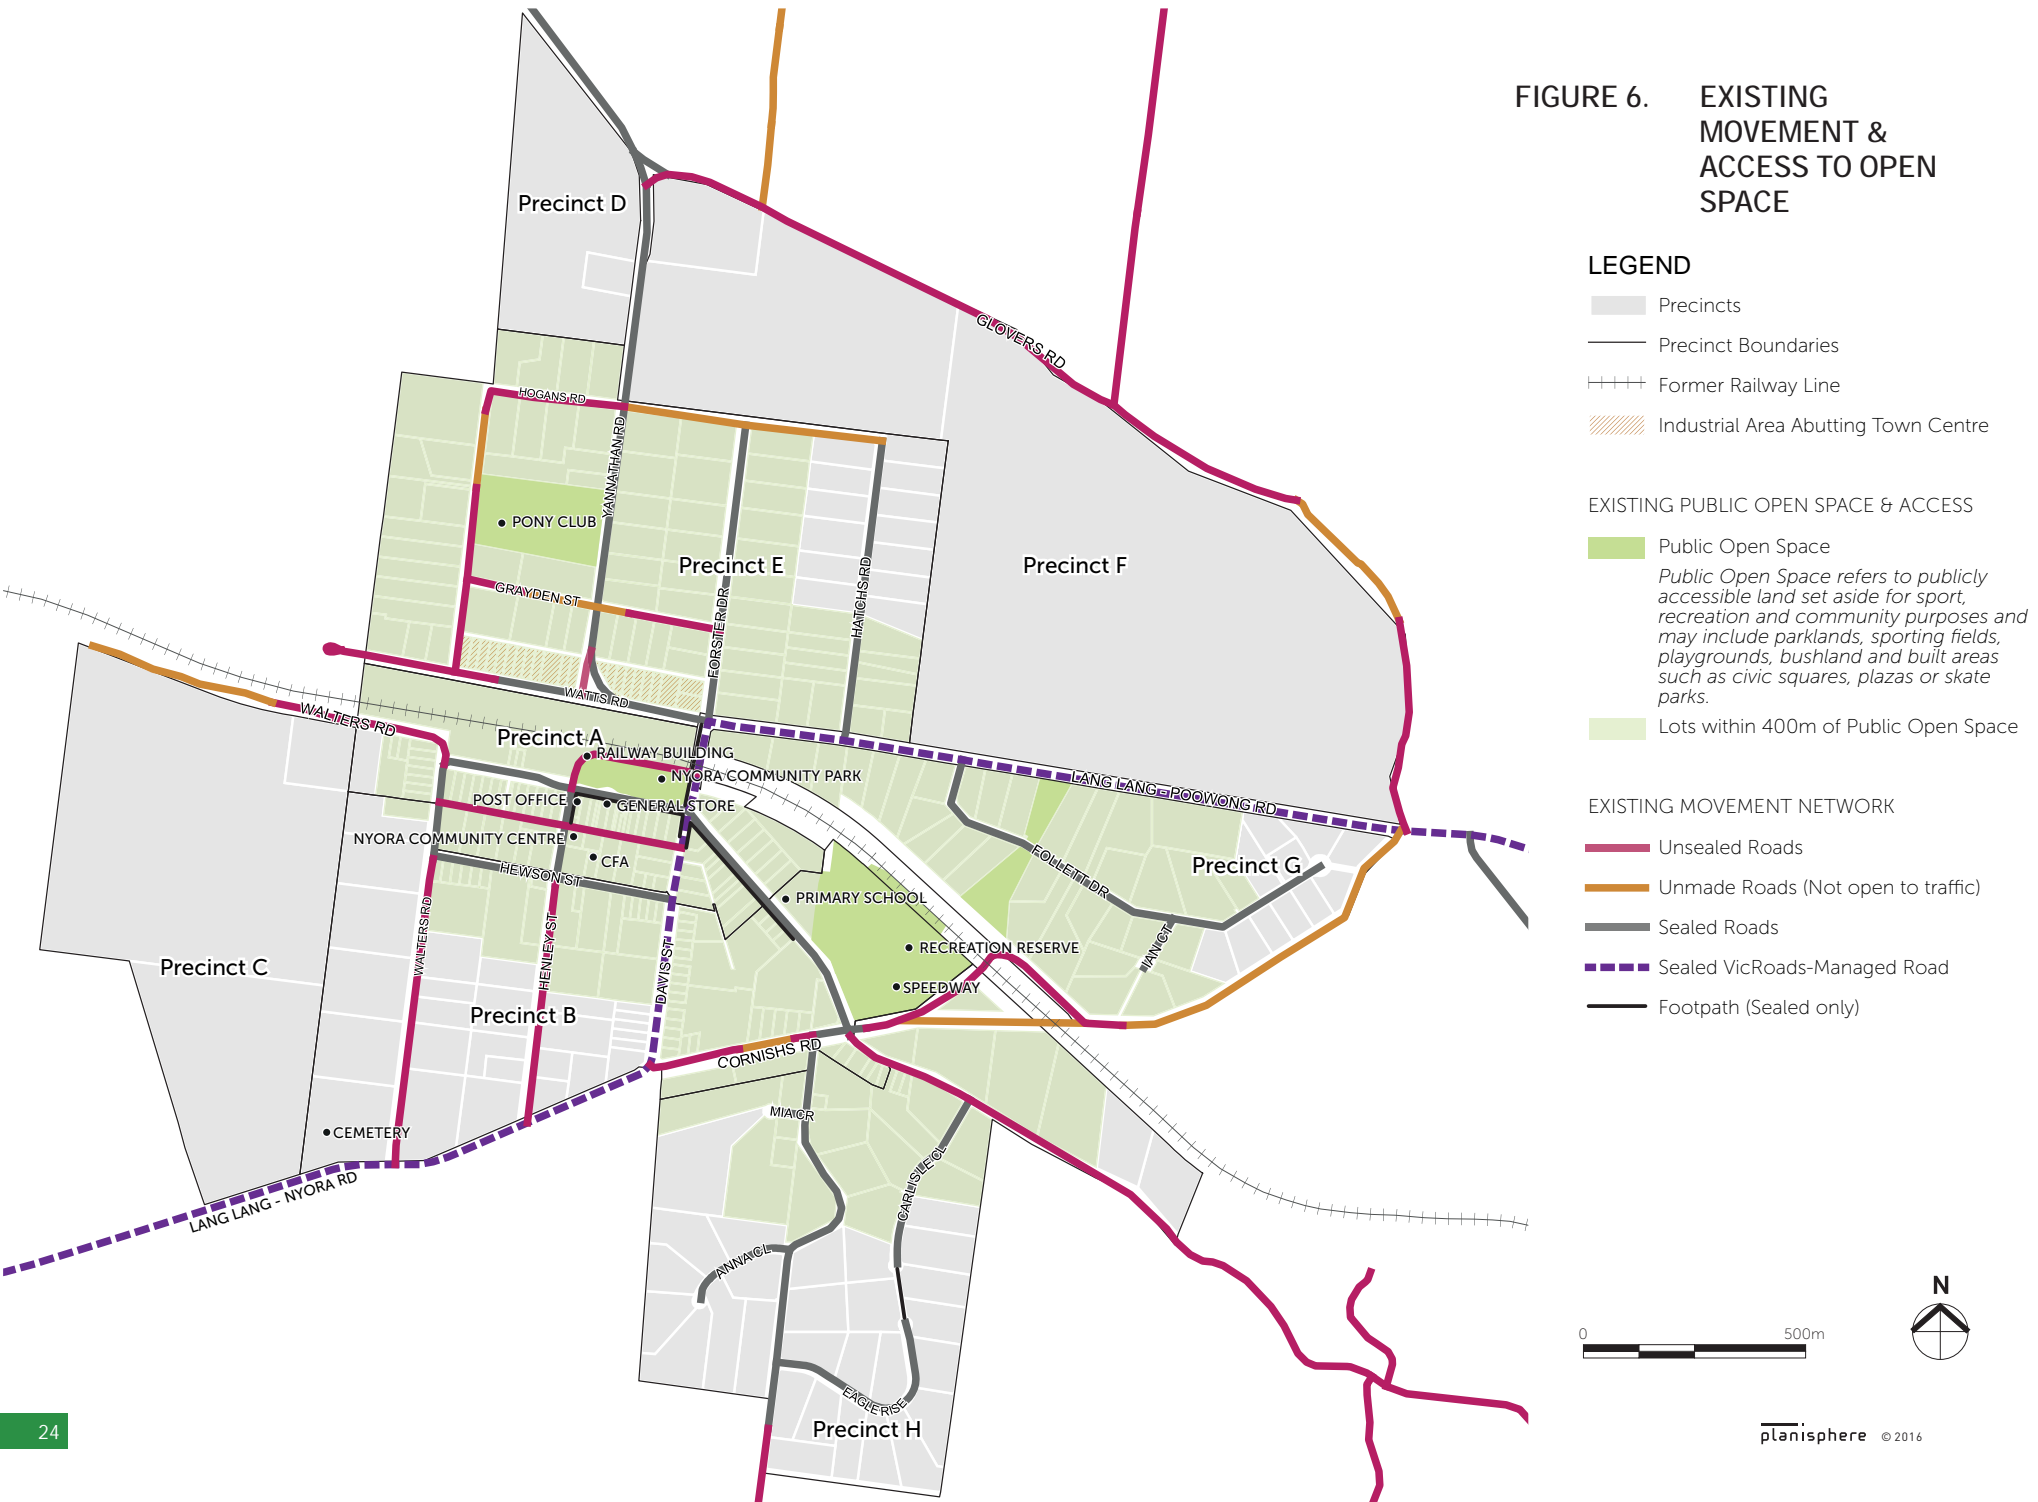 FIGURE 6. EXISTING
MOVEMENT &
ACCESS TO OPEN
SPACE
LEGEND
Precincts
Precinct Boundaries
Former Railway Line
Industrial Area Abutting Town Centre
EXISTING PUBLIC OPEN SPACE & ACCESS
Public Open Space
Public Open Space refers to publicly
accessible land set aside for sport,
recreation and community purposes and
may include parklands, sporting fields,
playgrounds, bushland and built areas
such as civic squares, plazas or skate
parks.
Lots within 400m of Public Open Space
EXISTING MOVEMENT NETWORK
Unsealed Roads
Unmade Roads (Not open to traffic)
Sealed Roads
Sealed VicRoads-Managed Road
Footpath (Sealed only)
Precinct D
GLOVERS RD
HOGANS RD
YANNATHAN RD
PONY CLUB
Precinct E
Precinct F
GRAYDEN ST
FORSTER DR
HATCHS RD
WATTS RD
WALTERS RD
Precinct A
RAILWAY BUILDING
NYORA COMMUNITY PARK
LANG LANG - POOWONG RD
POST OFFICE
GENERAL STORE
NYORA COMMUNITY CENTRE
CFA
HEWSON ST
FOLLETT DR
Precinct G
PRIMARY SCHOOL
WALTERS RD
HENLEY ST
DAVIS ST
RECREATION RESERVE
IAN CT
Precinct C
SPEEDWAY
Precinct B
CORNISHS RD
MIA CR
CEMETERY
CARLISLE CL
LANG LANG - NYORA RD
ANNA CL
EAGLE RISE
Precinct H
N
0 500m
24
planisphere © 2016